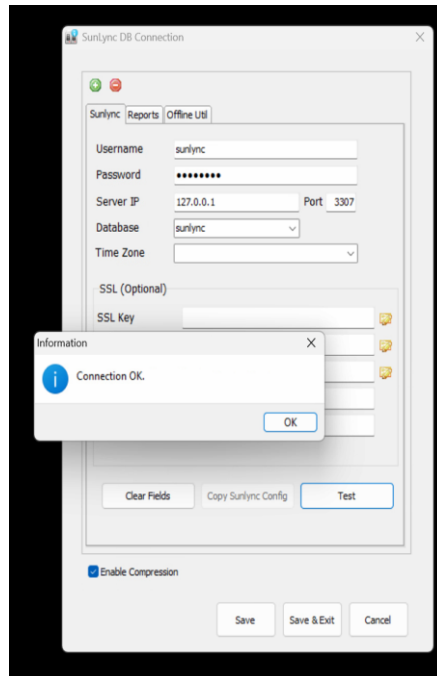 SunLync DB Connection
Sunlync Reports Offline Util
Username sunlync
Password ••••••••
Server IP 127.0.0.1 Port 3307
Database sunlync
Time Zone
SSL (Optional)
SSL Key
Information
Connection OK.
OK
Clear Fields Copy Sunlync Config Test
Enable Compression
Save Save & Exit Cancel